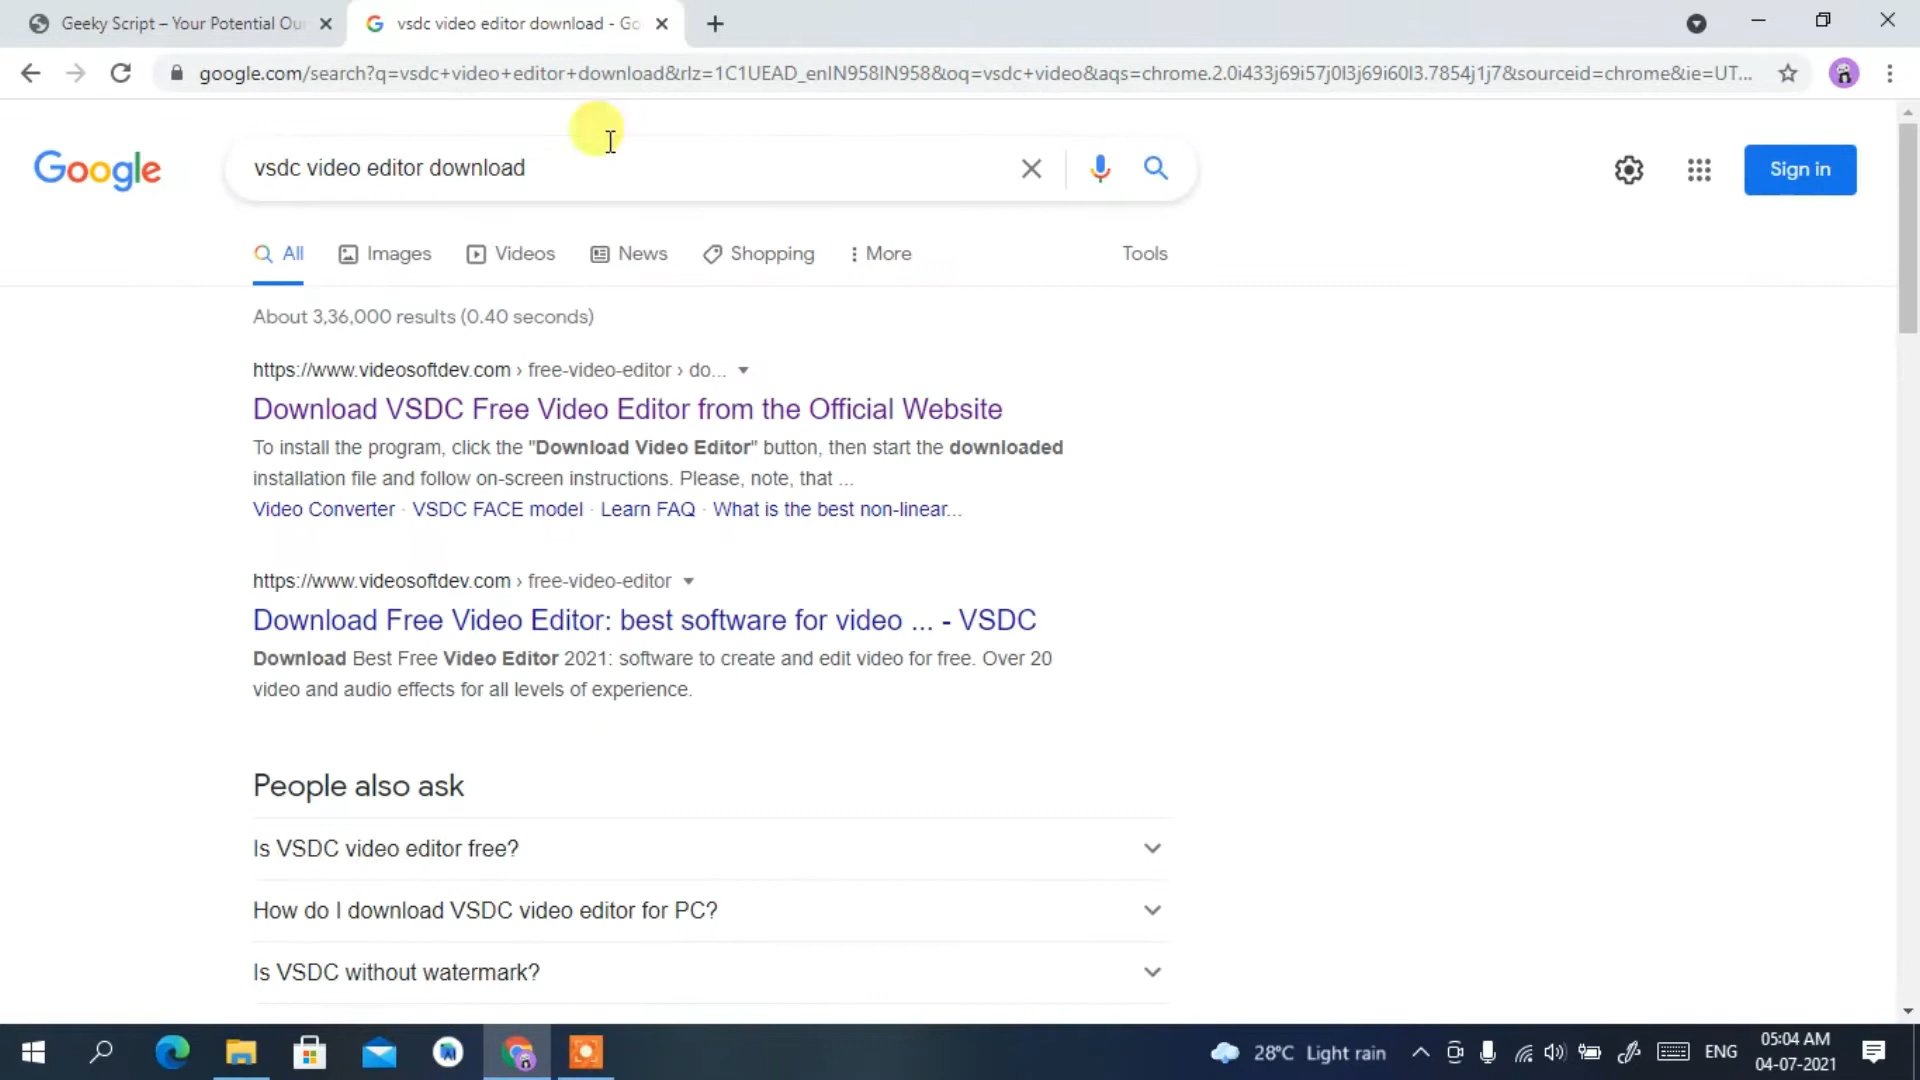 Geeky Script – Your Potential Our
vsdc video editor download - Go
google.com/search?q=vsdc+video+editor+download&rlz=1C1UEAD_enIN958IN958&oq=vsdc+video&aqs=chrome.2.0i433j69i57j0l3j69i60l3.7854j1j7&sourceid=chrome&ie=UT...
Google
vsdc video editor download
Sign in
All
Images
Videos
News
Shopping
More
Tools
About 3,36,000 results (0.40 seconds)
https://www.videosoftdev.com › free-video-editor › do...
Download VSDC Free Video Editor from the Official Website
To install the program, click the "Download Video Editor" button, then start the downloaded
installation file and follow on-screen instructions. Please, note, that ...
Video Converter · VSDC FACE model · Learn FAQ · What is the best non-linear...
https://www.videosoftdev.com › free-video-editor
Download Free Video Editor: best software for video ... - VSDC
Download Best Free Video Editor 2021: software to create and edit video for free. Over 20
video and audio effects for all levels of experience.
People also ask
Is VSDC video editor free?
How do I download VSDC video editor for PC?
Is VSDC without watermark?
28°C Light rain
ENG
05:04 AM
04-07-2021